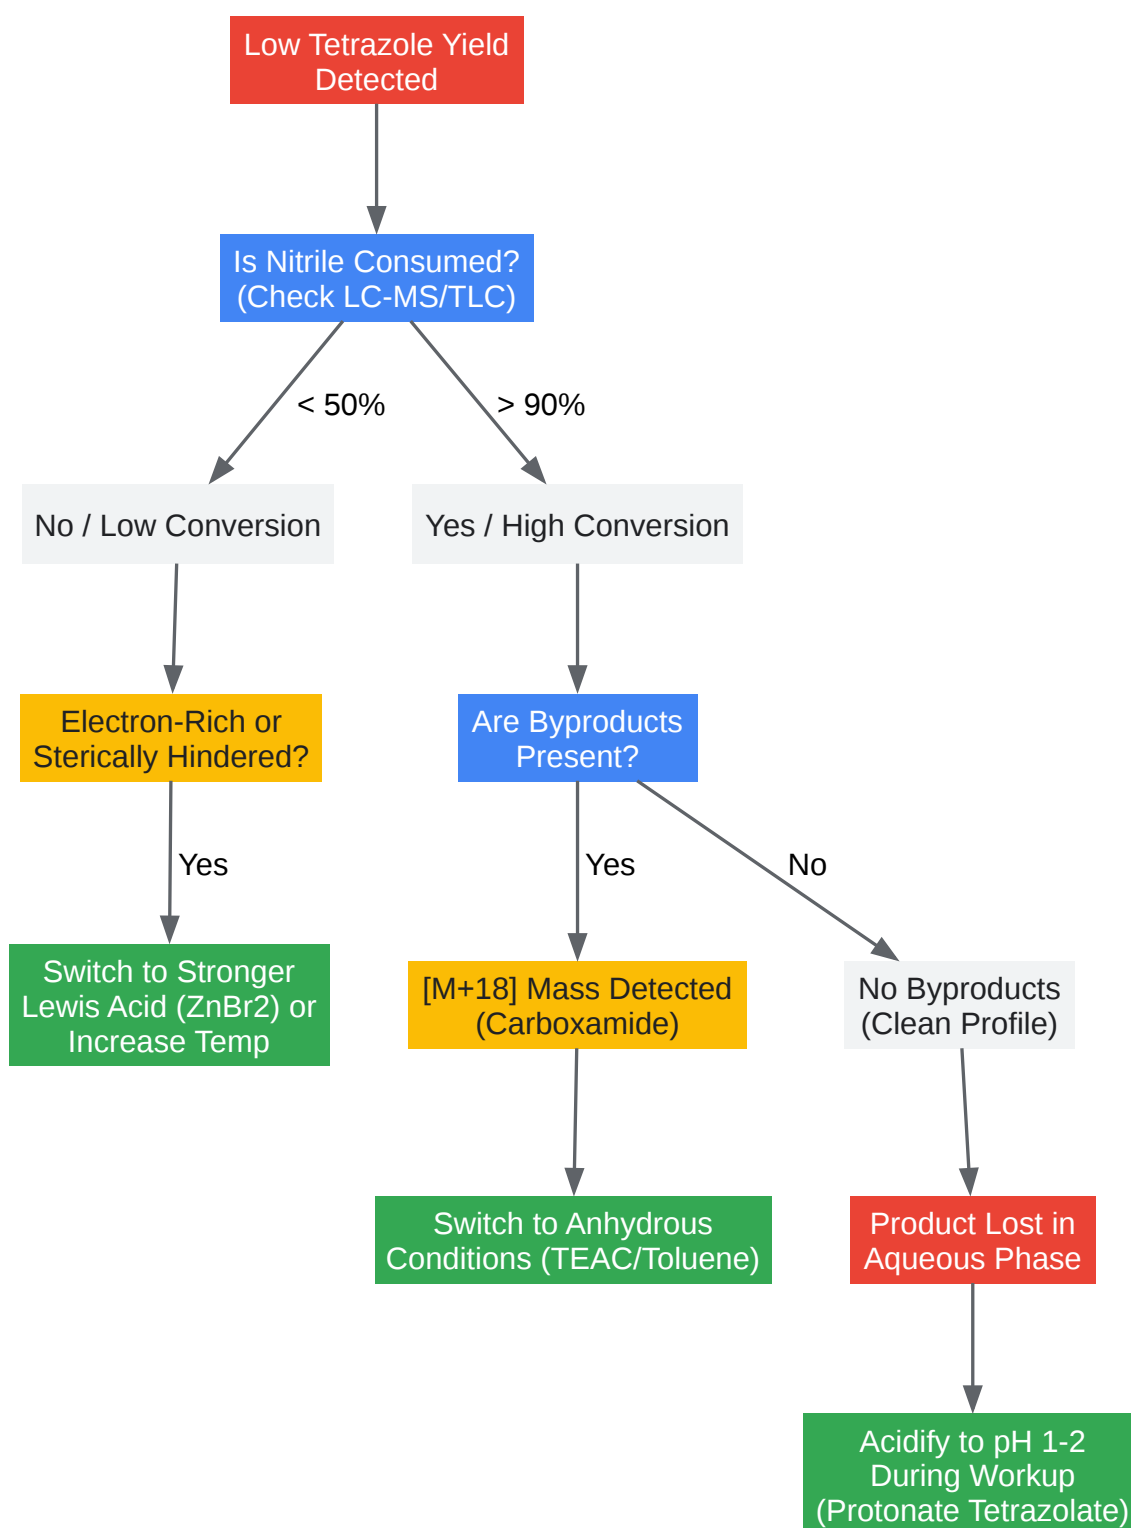 Low Tetrazole Yield
Detected
Is Nitrile Consumed?
(Check LC-MS/TLC)
< 50%
> 90%
No / Low Conversion
Yes / High Conversion
Electron-Rich or
Sterically Hindered?
Are Byproducts
Present?
Yes
Yes
No
Switch to Stronger
Lewis Acid (ZnBr2) or
Increase Temp
[M+18] Mass Detected
(Carboxamide)
No Byproducts
(Clean Profile)
Switch to Anhydrous
Conditions (TEAC/Toluene)
Product Lost in
Aqueous Phase
Acidify to pH 1-2
During Workup
(Protonate Tetrazolate)